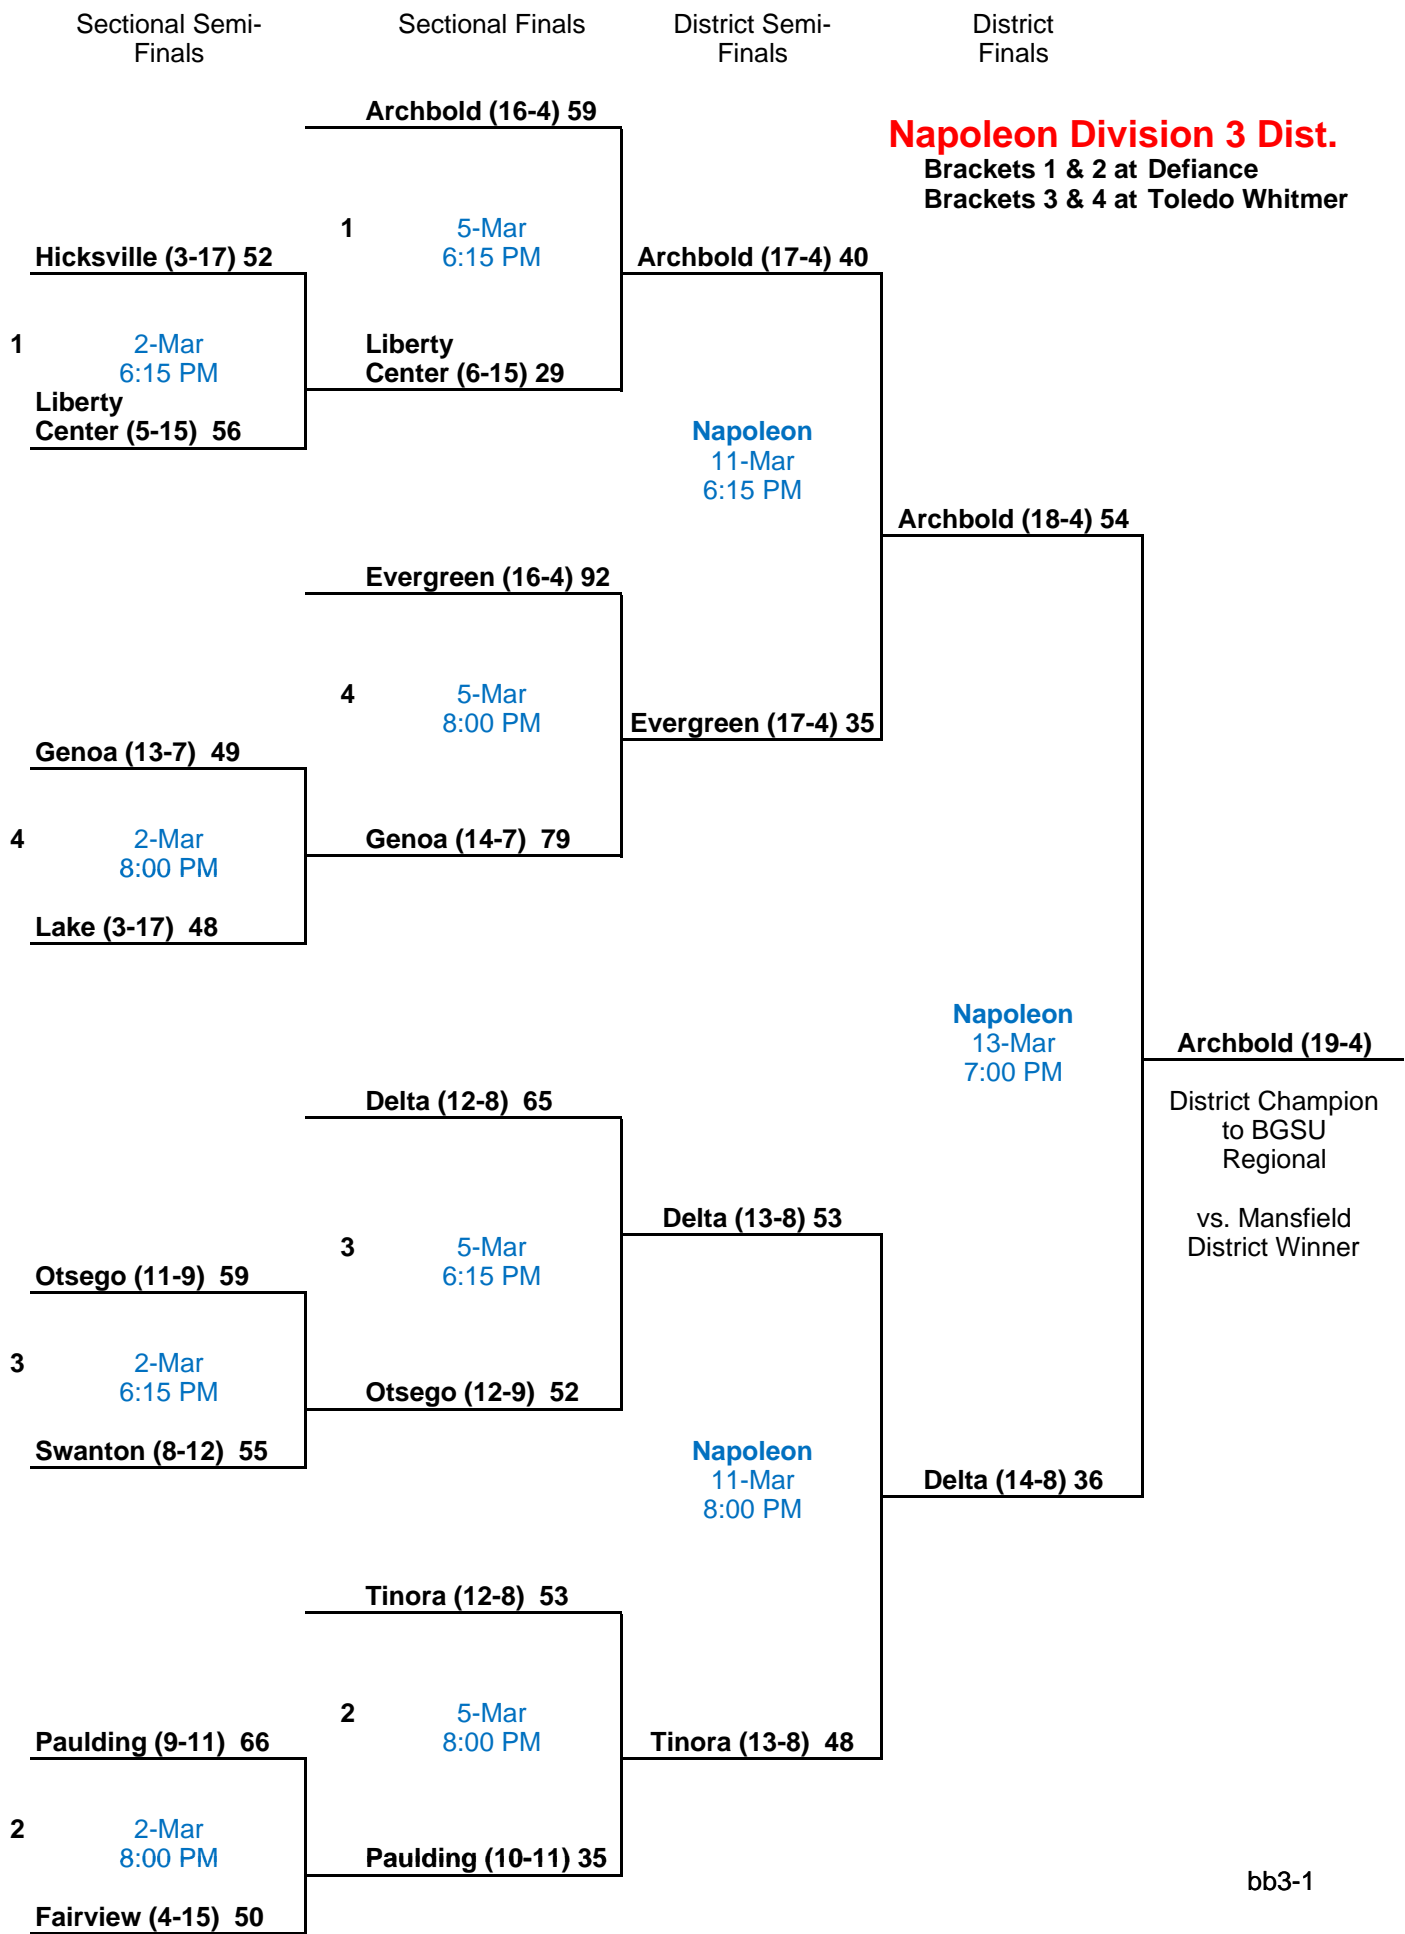 Sectional Semi-
Finals
Sectional Finals
District Semi-
Finals
District
Finals
Archbold (16-4) 59
Napoleon Division 3 Dist.
Brackets 1 & 2 at Defiance
Brackets 3 & 4 at Toledo Whitmer
1
5-Mar
6:15 PM
Hicksville (3-17) 52
Archbold (17-4) 40
1
2-Mar
6:15 PM
Liberty
Center (6-15) 29
Liberty
Center (5-15) 56
Napoleon
11-Mar
6:15 PM
Archbold (18-4) 54
Evergreen (16-4) 92
4
5-Mar
8:00 PM
Evergreen (17-4) 35
Genoa (13-7) 49
4
2-Mar
8:00 PM
Genoa (14-7) 79
Lake (3-17) 48
Napoleon
13-Mar
7:00 PM
Archbold (19-4)
District Champion
to BGSU
Regional
vs. Mansfield
District Winner
Delta (12-8) 65
Delta (13-8) 53
3
5-Mar
6:15 PM
Otsego (11-9) 59
3
2-Mar
6:15 PM
Otsego (12-9) 52
Swanton (8-12) 55
Napoleon
11-Mar
8:00 PM
Delta (14-8) 36
Tinora (12-8) 53
2
5-Mar
8:00 PM
Paulding (9-11) 66
Tinora (13-8) 48
2
2-Mar
8:00 PM
Paulding (10-11) 35
bb3-1
Fairview (4-15) 50